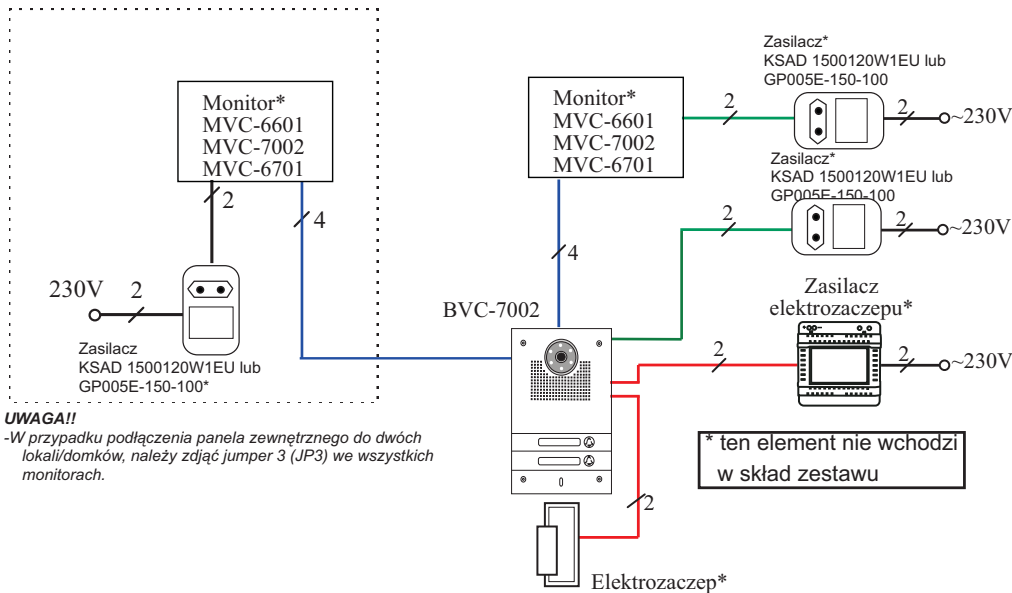 Zasilacz*
KSAD 1500120W1EU lub
GP005E-150-100
Monitor*
MVC-6601
MVC-7002
MVC-6701
2
4
230V
2
Zasilacz
KSAD 1500120W1EU lub
GP005E-150-100*
Monitor*
MVC-6601
MVC-7002
MVC-6701
2
2
~230V
Zasilacz*
KSAD 1500120W1EU lub
GP005E-150-100
2
2
~230V
4
BVC-7002
Zasilacz
elektrozaczepu*
2
2
~230V
UWAGA!!
-W przypadku podłączenia panela zewnętrznego do dwóch
lokali/domków, należy zdjąć jumper 3 (JP3) we wszystkich
monitorach.
* ten element nie wchodzi
w skład zestawu
2
Elektrozaczep*